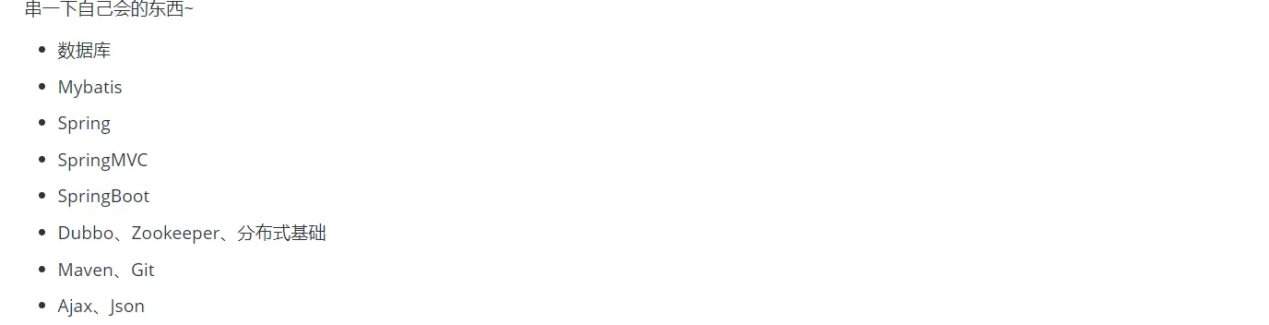 串一下自己会的东西~
数据库
Mybatis
Spring
SpringMVC
SpringBoot
Dubbo、Zookeeper、分布式基础
Maven、Git
Ajax、Json